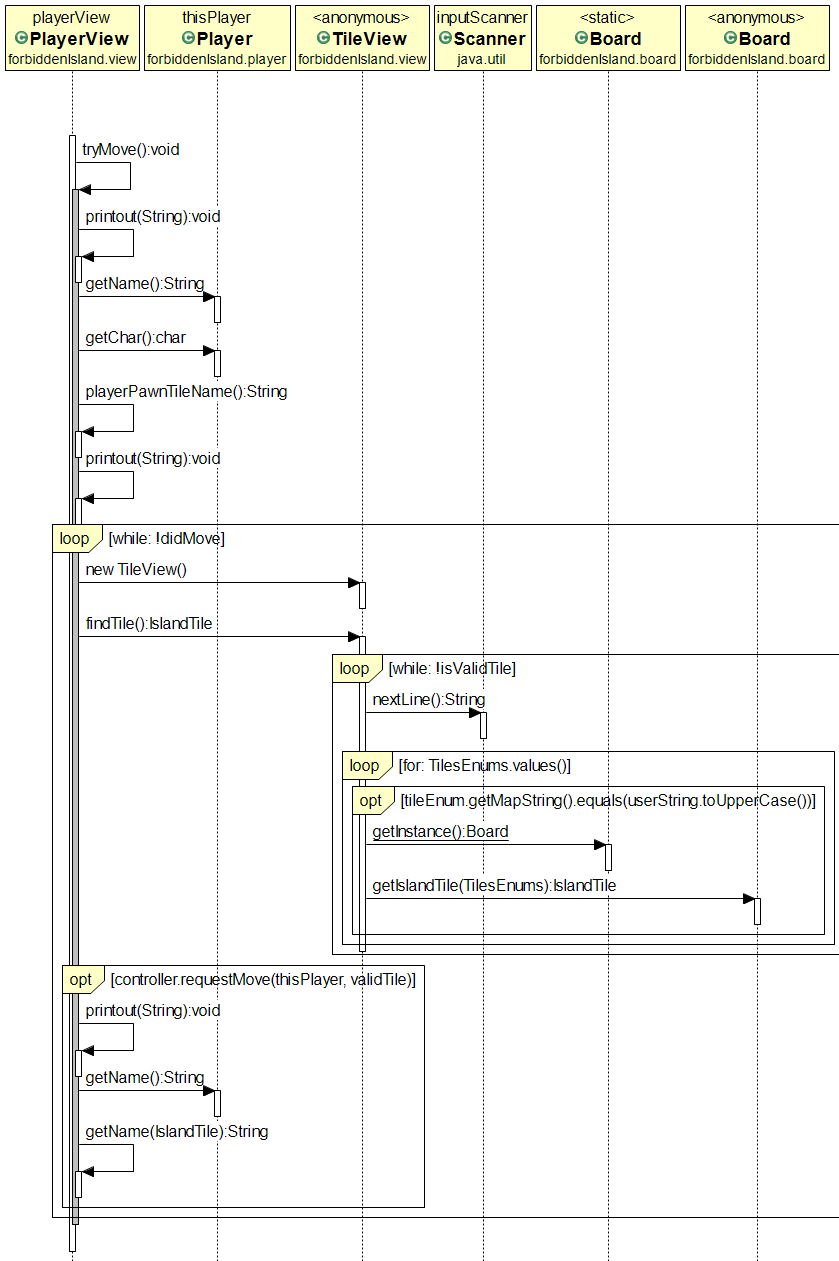 playerView thisPlayer <anonymous> inputScanner <static> <anonymous>
C PlayerView C Player C TileView C Scanner C Board C Board
forbiddenIsland.view forbiddenIsland.player forbiddenIsland.view java.util forbiddenIsland.board forbiddenIsland.board
tryMove():void
printout(String):void
getName():String
getChar():char
playerPawnTileName():String
printout(String):void
loop [while: !didMove]
new TileView()
findTile():IslandTile
loop [while: !isValidTile]
nextLine():String
loop [for: TilesEnums.values()]
opt [tileEnum.getMapString().equals(userString.toUpperCase())]
getInstance():Board
getIslandTile(TilesEnums):IslandTile
opt [controller.requestMove(thisPlayer, validTile)]
printout(String):void
getName():String
getName(IslandTile):String